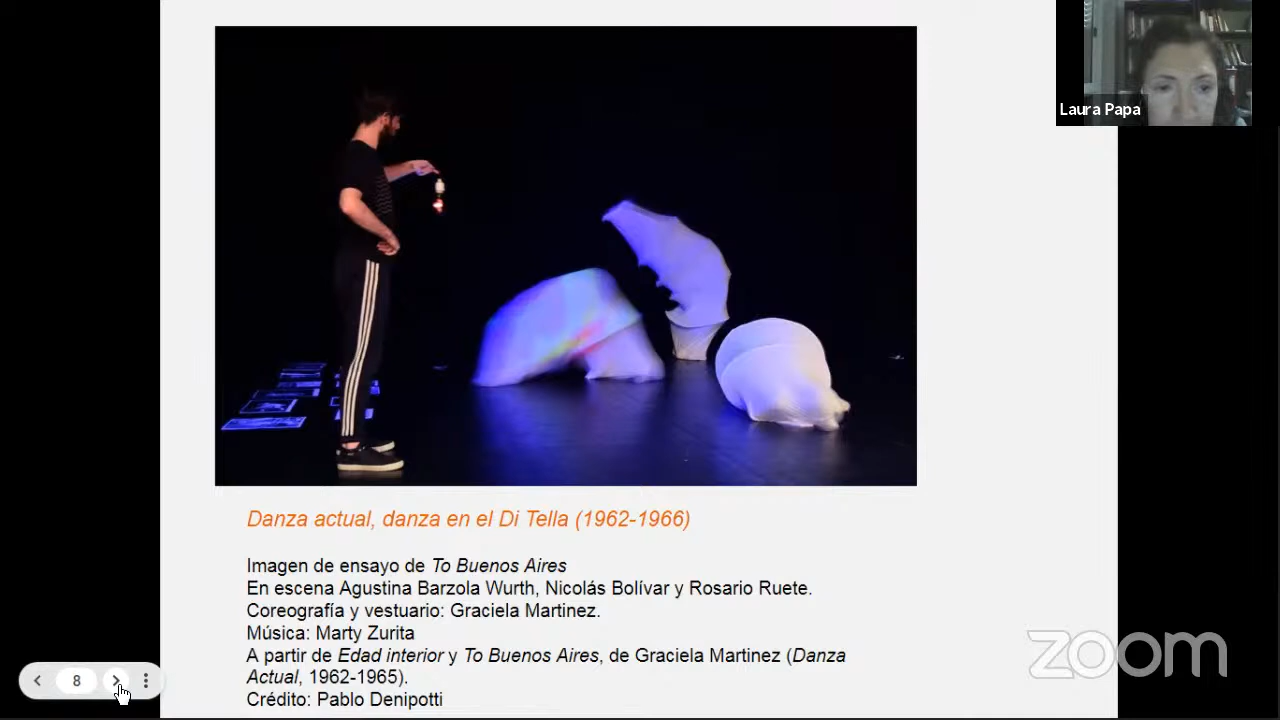 Laura Papa
Danza actual, danza en el Di Tella (1962-1966)
Imagen de ensayo de To Buenos Aires
En escena Agustina Barzola Wurth, Nicolás Bolívar y Rosario Ruete.
Coreografía y vestuario: Graciela Martinez.
Música: Marty Zurita
A partir de Edad interior y To Buenos Aires, de Graciela Martinez (Danza
Actual, 1962-1965).
Crédito: Pablo Denipotti
8
zoom